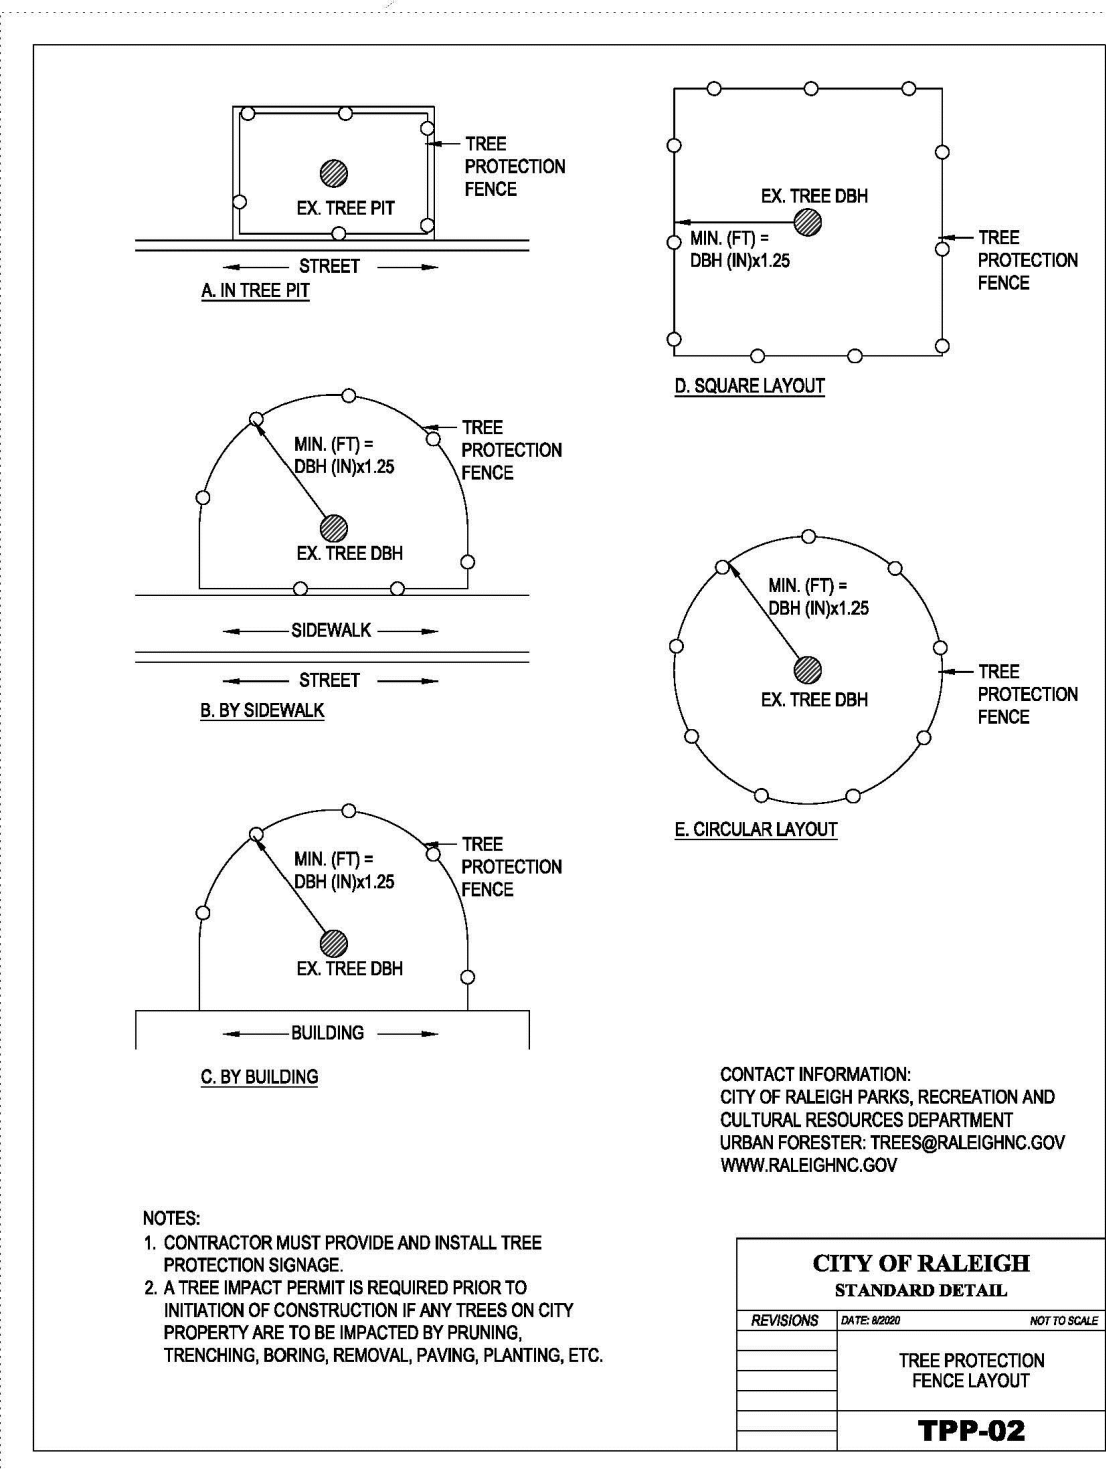 TREE
PROTECTION
FENCE
EX. TREE PIT
STREET
A. IN TREE PIT
EX. TREE DBH
MIN. (FT) =
DBH (IN)x1.25
TREE
PROTECTION
FENCE
D. SQUARE LAYOUT
MIN. (FT) =
DBH (IN)x1.25
TREE
PROTECTION
FENCE
EX. TREE DBH
SIDEWALK
STREET
B. BY SIDEWALK
MIN. (FT) =
DBH (IN)x1.25
EX. TREE DBH
TREE
PROTECTION
FENCE
E. CIRCULAR LAYOUT
MIN. (FT) =
DBH (IN)x1.25
TREE
PROTECTION
FENCE
EX. TREE DBH
BUILDING
C. BY BUILDING
CONTACT INFORMATION:
CITY OF RALEIGH PARKS, RECREATION AND
CULTURAL RESOURCES DEPARTMENT
URBAN FORESTER: TREES@RALEIGHNC.GOV
WWW.RALEIGHNC.GOV
NOTES:
1. CONTRACTOR MUST PROVIDE AND INSTALL TREE
PROTECTION SIGNAGE.
2. A TREE IMPACT PERMIT IS REQUIRED PRIOR TO
INITIATION OF CONSTRUCTION IF ANY TREES ON CITY
PROPERTY ARE TO BE IMPACTED BY PRUNING,
TRENCHING, BORING, REMOVAL, PAVING, PLANTING, ETC.
CITY OF RALEIGH
STANDARD DETAIL
REVISIONS DATE: 8/2020 NOT TO SCALE
TREE PROTECTION
FENCE LAYOUT
TPP-02